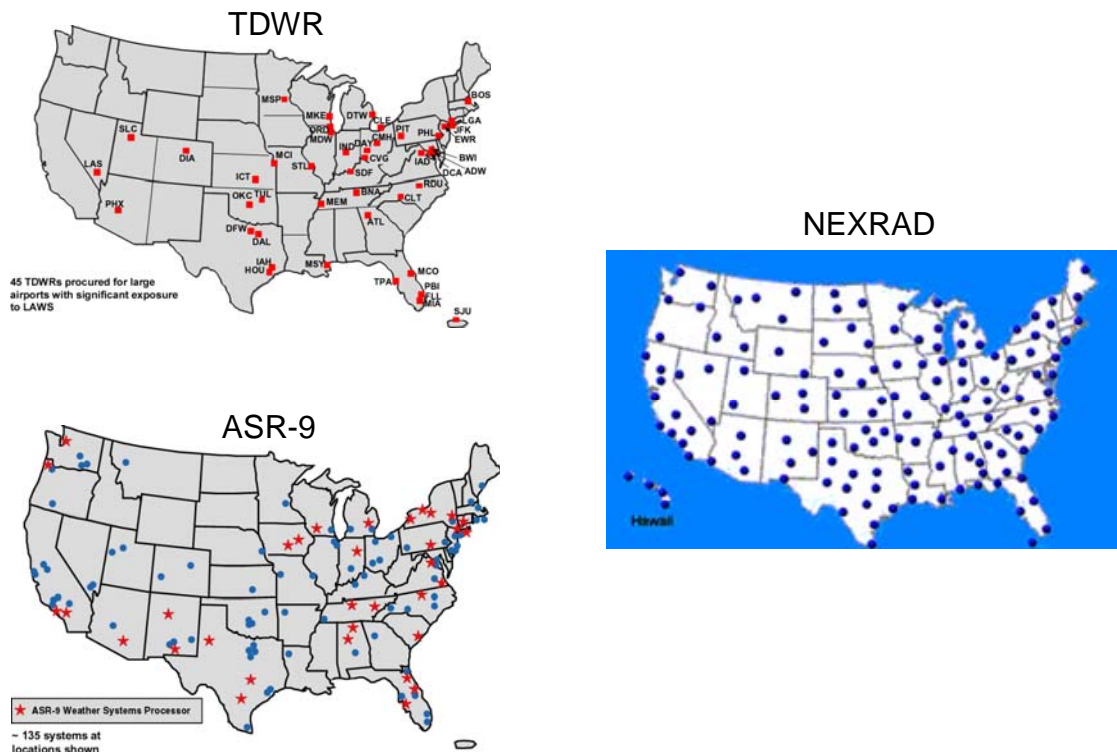 TDWR
MSP
BOS
MKE
DTW
CLE
LGA
ORD
PIT
PHL
JFK
MDW
CMH
EWR
SLC
DAY
IND
BWI
DIA
MCI
IAD
LAS
STL
CVG
ADW
DCA
ICT
SDF
RDU
OKC
TUL
BNA
PHX
MEM
CLT
ATL
DFW
DAL
IAH
HOU
MSY
MCO
TPA
PBI
FLL
MIA
SJU
45 TDWRs procured for large
airports with significant exposure
to LAWS
NEXRAD
Hawaii
ASR-9
ASR-9 Weather Systems Processor
~ 135 systems at
locations shown